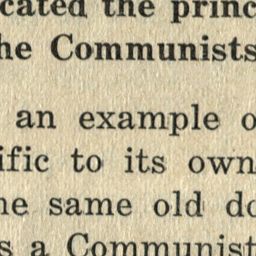 cated the princ
he Communists
an example o
ific to its own
he same old do
s a Communist